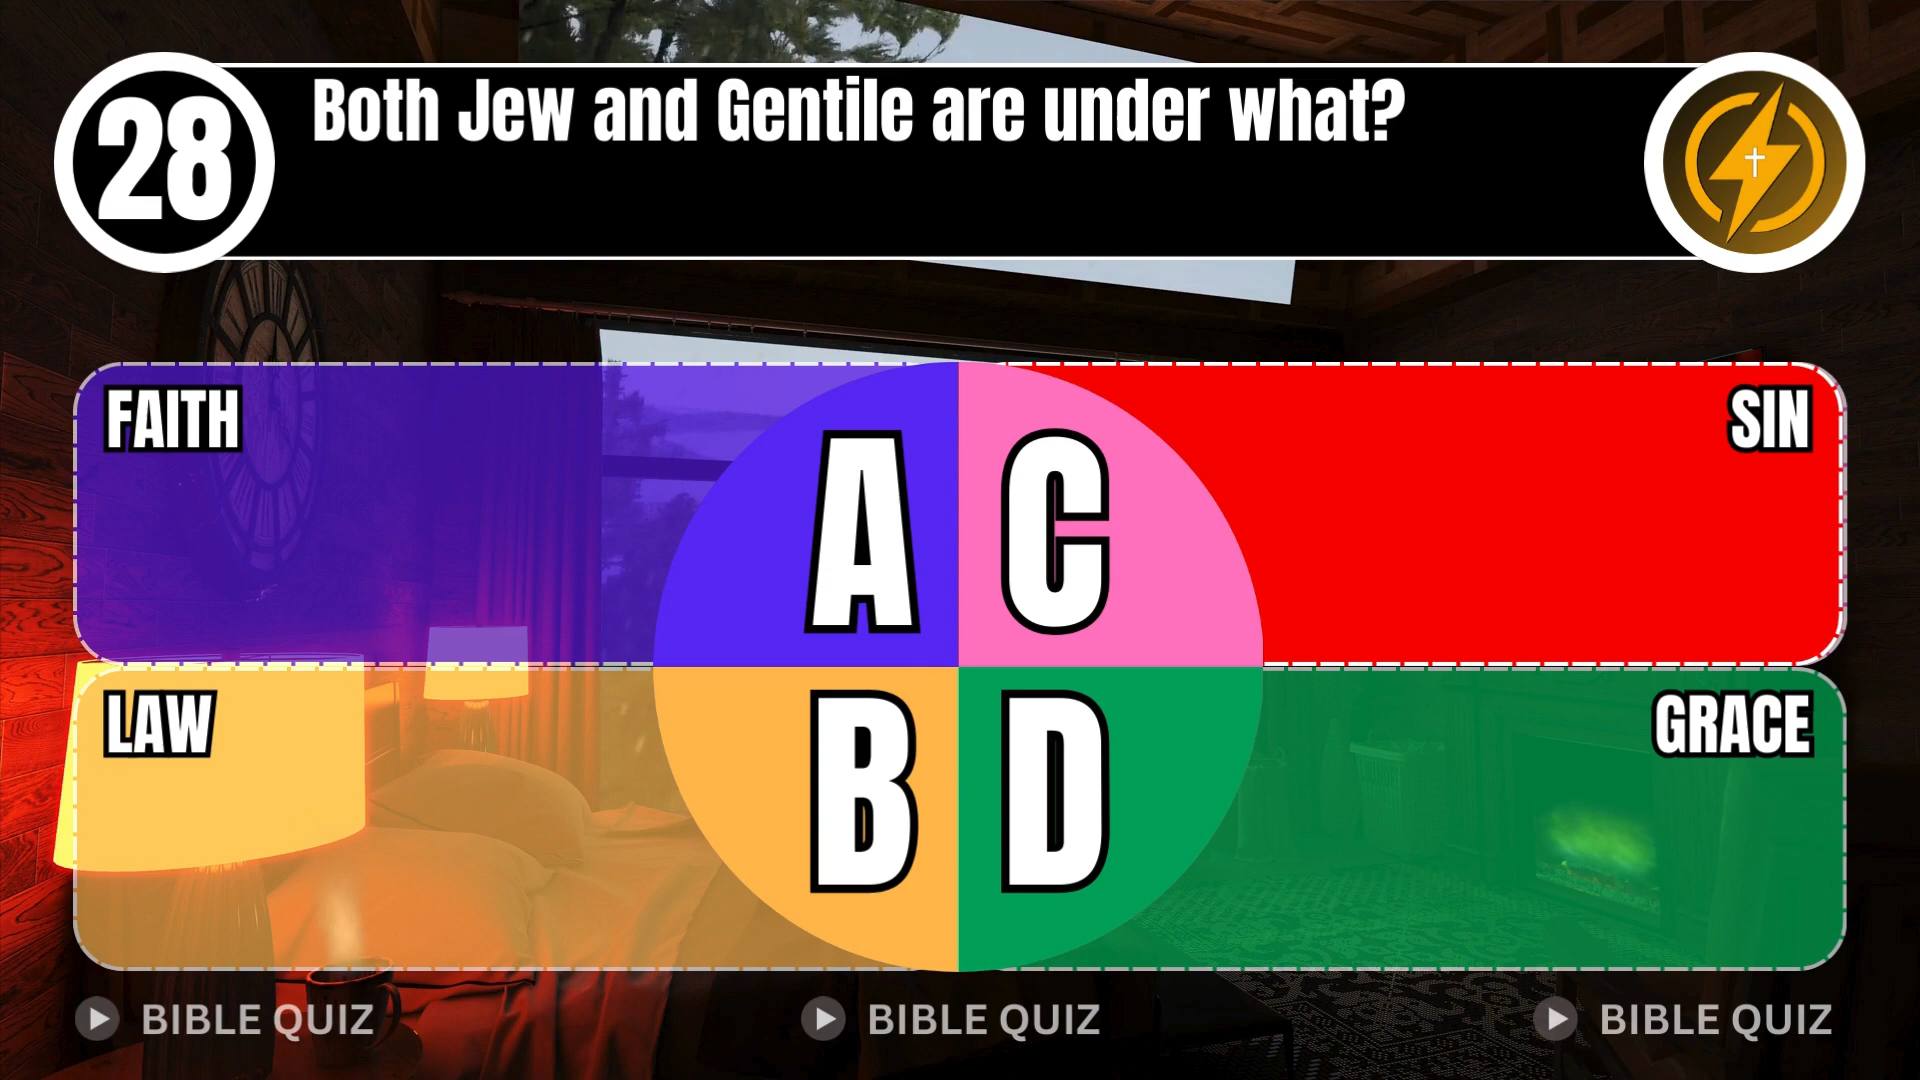 28
Both Jew and Gentile are under what?
FAITH
A
C
SIN
LAW
B
D
GRACE
BIBLE QUIZ
BIBLE QUIZ
BIBLE QUIZ